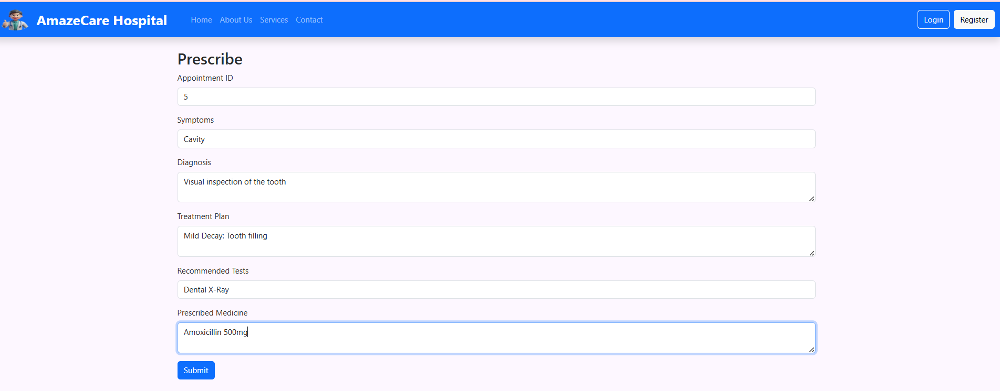 AmazeCare Hospital Home About Us Services Contact Login Register
Prescribe
Appointment ID
5
Symptoms
Cavity
Diagnosis
Visual inspection of the tooth
Treatment Plan
Mild Decay: Tooth filling
Recommended Tests
Dental X-Ray
Prescribed Medicine
Amoxicillin 500mg
Submit